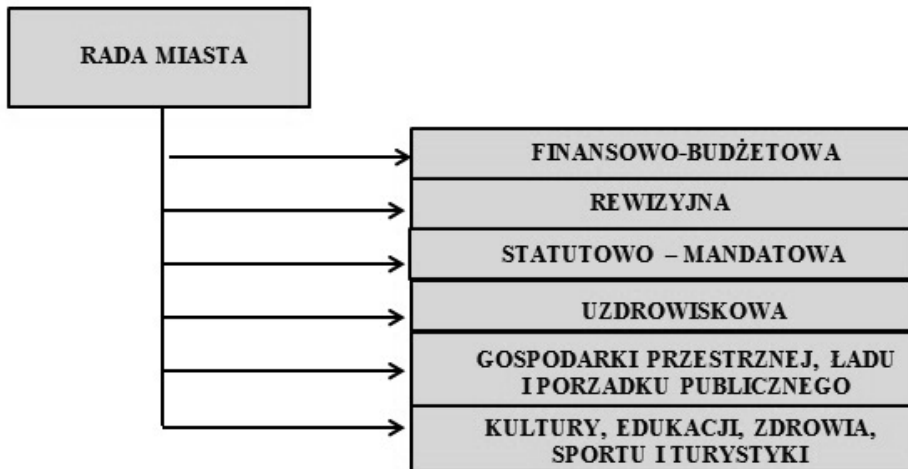 RADA MIASTA
FINANSOWO-BUDŻETOWA
REWIZYJNA
STATUTOWO – MANDATOWA
UZDROWISKOWA
GOSPODARKI PRZESTRZNEJ, ŁADU
I PORZADKU PUBLICZNEGO
KULTURY, EDUKACJI, ZDROWIA,
SPORTU I TURYSTYKI